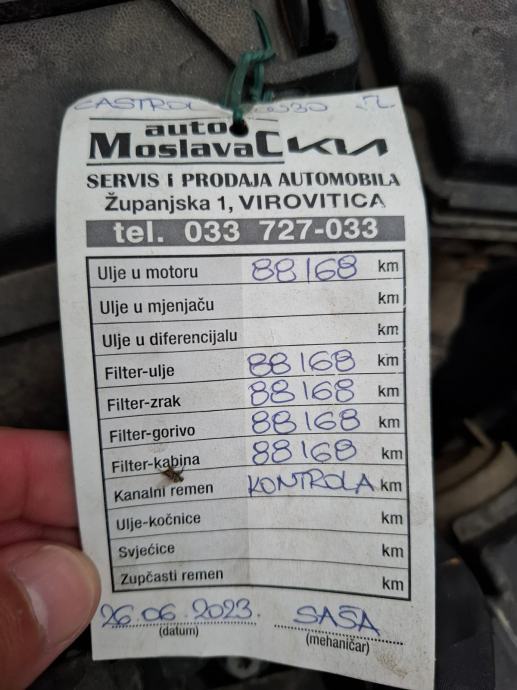 CASTROL
auto
MoslavaC KIA
SERVIS i PRODAJA AUTOMOBILA
Županjska 1, VIROVITICA
tel. 033 727-033
Ulje u motoru 88168 km
Ulje u mjenjaču km
Ulje u diferencijalu km
Filter-ulje 88168 km
Filter-zrak 88168 km
Filter-gorivo 88168 km
Filter-kabina 88168 km
Kanalni remen KONTROLA km
Ulje-kočnice km
Svjećice km
Zupčasti remen km
26.06.2023. SAŠA
(datum) (mehaničar)